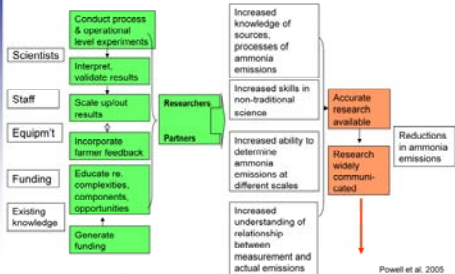 Conduct process
& operational
level experiments
Scientists
Interpret,
validate results
Staff
Scale up/out
results
Equipm't
Incorporate
farmer feedback
Funding
Educate re.
complexities,
components,
opportunities
Existing
knowledge
Generate
funding
Researchers
Partners
Increased
knowledge of
sources,
processes of
ammonia
emissions
Increased skills in
non-traditional
science
Increased ability to
determine
ammonia
emissions at
different scales
Increased
understanding of
relationship
between
measurement and
actual emissions
Accurate
research
available
Research
widely
communi-
cated
Reductions
in ammonia
emissions
Powell et al. 2005